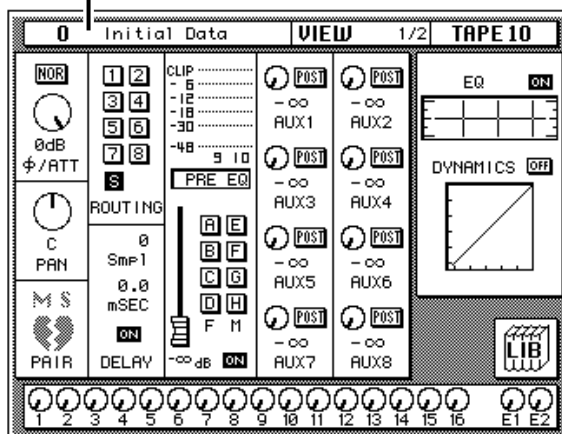 0 Initial Data VIEW 1/2 TAPE 10
NOR
0dB
ϕ/ATT
C
PAN
M S
PAIR
1 2
3 4
5 6
7 8
S
ROUTING
0
Smpl
0.0
mSEC
ON
DELAY
CLIP
- 6
-12
-18
-30
-48
9 10
PRE EQ
A E
B F
C G
D H
F M
-∞ dB ON
POST POST
-∞ -∞
AUX1 AUX2
POST POST
-∞ -∞
AUX3 AUX4
POST POST
-∞ -∞
AUX5 AUX6
POST POST
-∞ -∞
AUX7 AUX8
EQ ON
DYNAMICS OFF
LIB
1 2 3 4 5 6 7 8 9 10 11 12 13 14 15 16 E1 E2